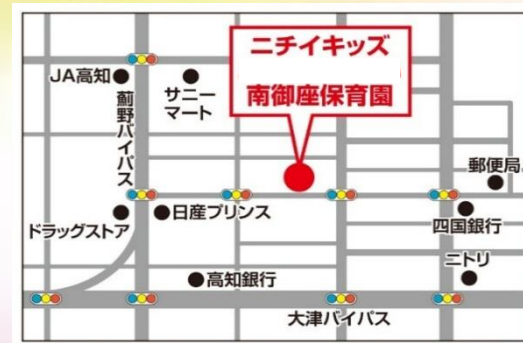 ニチイキッズ
南御座保育園
JA高知
サニー
マート
薊野バイパス
郵便局
ドラッグストア
日産プリンス
四国銀行
高知銀行
ニトリ
大津バイパス